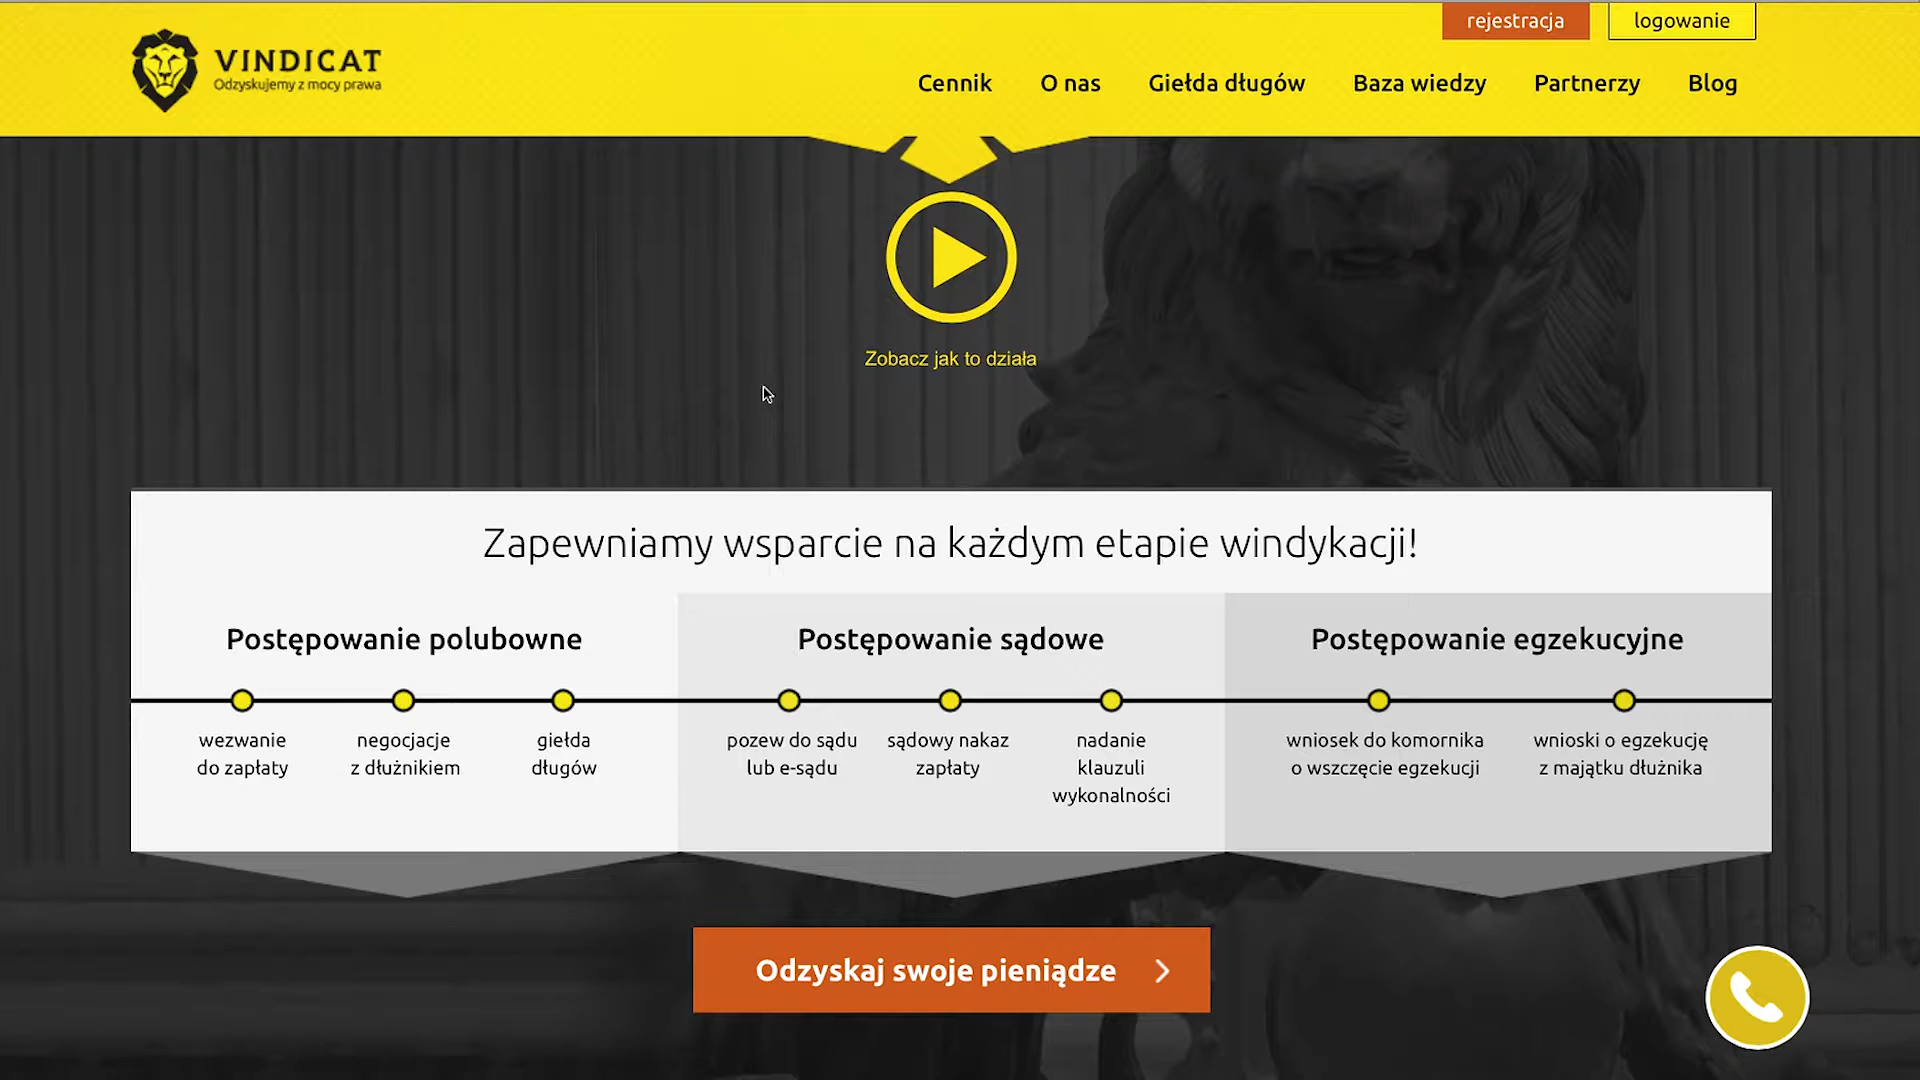 rejestracja
logowanie
VINDICAT
Odzyskujemy z mocy prawa
Cennik
O nas
Giełda długów
Baza wiedzy
Partnerzy
Blog
Zobacz jak to działa
Zapewniamy wsparcie na każdym etapie windykacji!
Postępowanie polubowne
wezwanie
do zapłaty
negocjacje
z dłużnikiem
giełda
długów
Postępowanie sądowe
pozew do sądu
lub e-sądu
sądowy nakaz
zapłaty
nadanie
klauzuli
wykonalności
Postępowanie egzekucyjne
wniosek do komornika
o wszczęcie egzekucji
wnioski o egzekucję
z majątku dłużnika
Odzyskaj swoje pieniądze